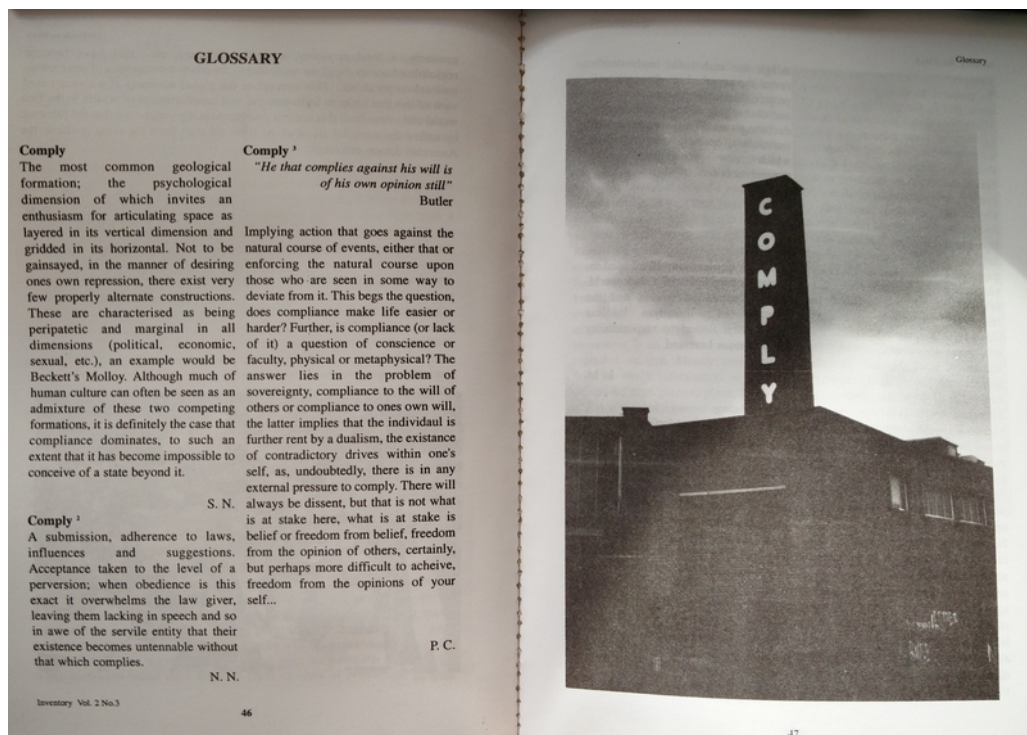 GLOSSARY
Comply
The most common geological
formation; the psychological
dimension of which invites an
enthusiasm for articulating space as
layered in its vertical dimension and
gridded in its horizontal. Not to be
gainsayed, in the manner of desiring
ones own repression, there exist very
few properly alternate constructions.
These are characterised as being
peripatetic and marginal in all
dimensions (political, economic,
sexual, etc.), an example would be
Beckett's Molloy. Although much of
human culture can often be seen as an
admixture of these two competing
formations, it is definitely the case that
compliance dominates, to such an
extent that it has become impossible to
conceive of a state beyond it.
S. N.
Comply ²
A submission, adherence to laws,
influences and suggestions.
Acceptance taken to the level of a
perversion; when obedience is this
exact it overwhelms the law giver,
leaving them lacking in speech and so
in awe of the servile entity that their
existence becomes untennable without
that which complies.
N. N.
Comply ³
"He that complies against his will is
of his own opinion still"
Butler
Implying action that goes against the
natural course of events, either that or
enforcing the natural course upon
those who are seen in some way to
deviate from it. This begs the question,
does compliance make life easier or
harder? Further, is compliance (or lack
of it) a question of conscience or
faculty, physical or metaphysical? The
answer lies in the problem of
sovereignty, compliance to the will of
others or compliance to ones own will,
the latter implies that the individaul is
further rent by a dualism, the existance
of contradictory drives within one's
self, as, undoubtedly, there is in any
external pressure to comply. There will
always be dissent, but that is not what
is at stake here, what is at stake is
belief or freedom from belief, freedom
from the opinion of others, certainly,
but perhaps more difficult to acheive,
freedom from the opinions of your
self...
P. C.
Inventory Vol. 2 No.3
46
Glossary
C
O
M
P
L
Y
47